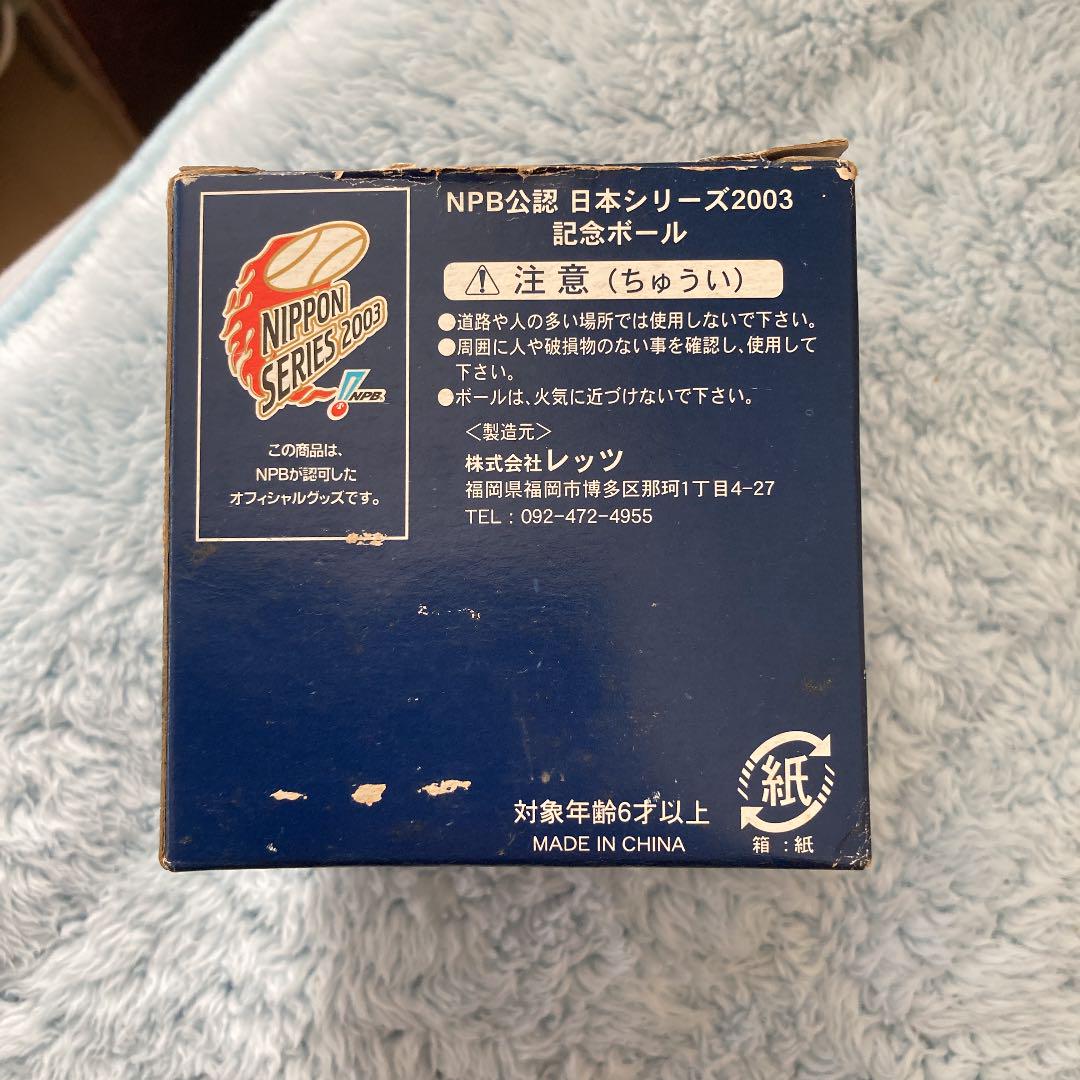 NIPPON
SERIES 2003
NPB
この商品は、
NPBが認可した
オフィシャルグッズです。
NPB公認 日本シリーズ2003
記念ボール
注意(ちゅうい)
●道路や人の多い場所では使用しないで下さい。
●周囲に人や破損物のない事を確認し、使用して
下さい。
●ボールは、火気に近づけないで下さい。
<製造元>
株式会社レッツ
福岡県福岡市博多区那珂1丁目4-27
TEL : 092-472-4955
対象年齢6才以上
MADE IN CHINA
紙
箱 : 紙